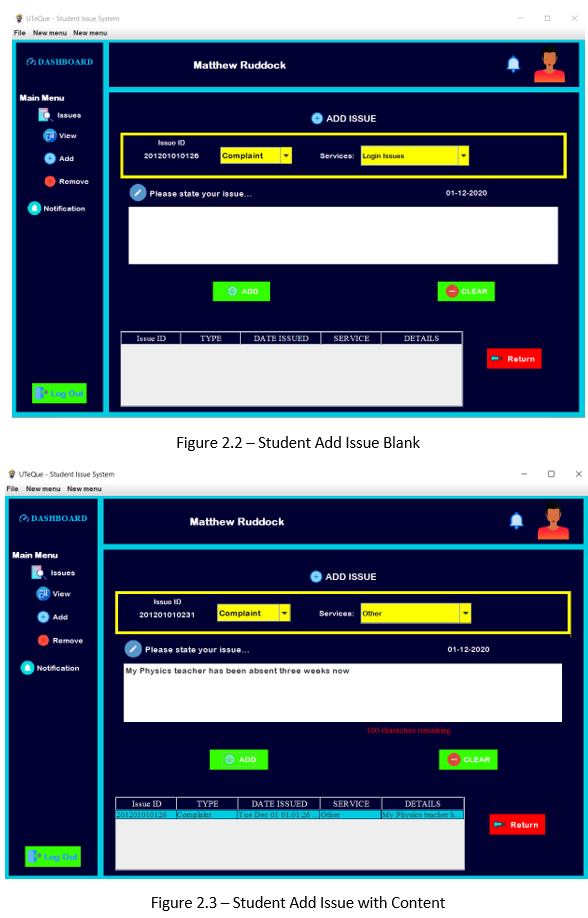 UTeQue - Student Issue System
File New menu New menu
DASHBOARD
Matthew Ruddock
Main Menu
Issues
View
Add
Remove
Notification
Log Out
ADD ISSUE
Issue ID
201201010126 Complaint Services: Login Issues
Please state your issue... 01-12-2020
ADD CLEAR
Issue ID TYPE DATE ISSUED SERVICE DETAILS
Return
Figure 2.2 – Student Add Issue Blank
UTeQue - Student Issue System
File New menu New menu
DASHBOARD
Matthew Ruddock
Main Menu
Issues
View
Add
Remove
Notification
Log Out
ADD ISSUE
Issue ID
201201010231 Complaint Services: Other
Please state your issue... 01-12-2020
My Physics teacher has been absent three weeks now
100 characters remaining
ADD CLEAR
Issue ID TYPE DATE ISSUED SERVICE DETAILS
201201010126 Complaint Tue Dec 01 01:01:26 ... Other My Physics teacher h...
Return
Figure 2.3 – Student Add Issue with Content